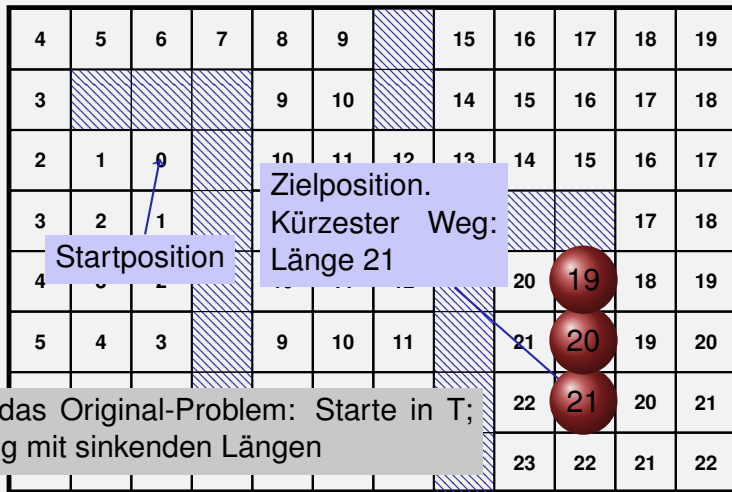 4 5 6 7 8 9 15 16 17 18 19
3 9 10 14 15 16 17 18
2 1 0 10 11 12 13 14 15 16 17
Zielposition.
Kürzester Weg:
Länge 21
3 2 1 17 18
Startposition
4 20 19 18 19
5 4 3 9 10 11 21 20 19 20
22 21 20 21
das Original-Problem: Starte in T;
g mit sinkenden Längen
23 22 21 22